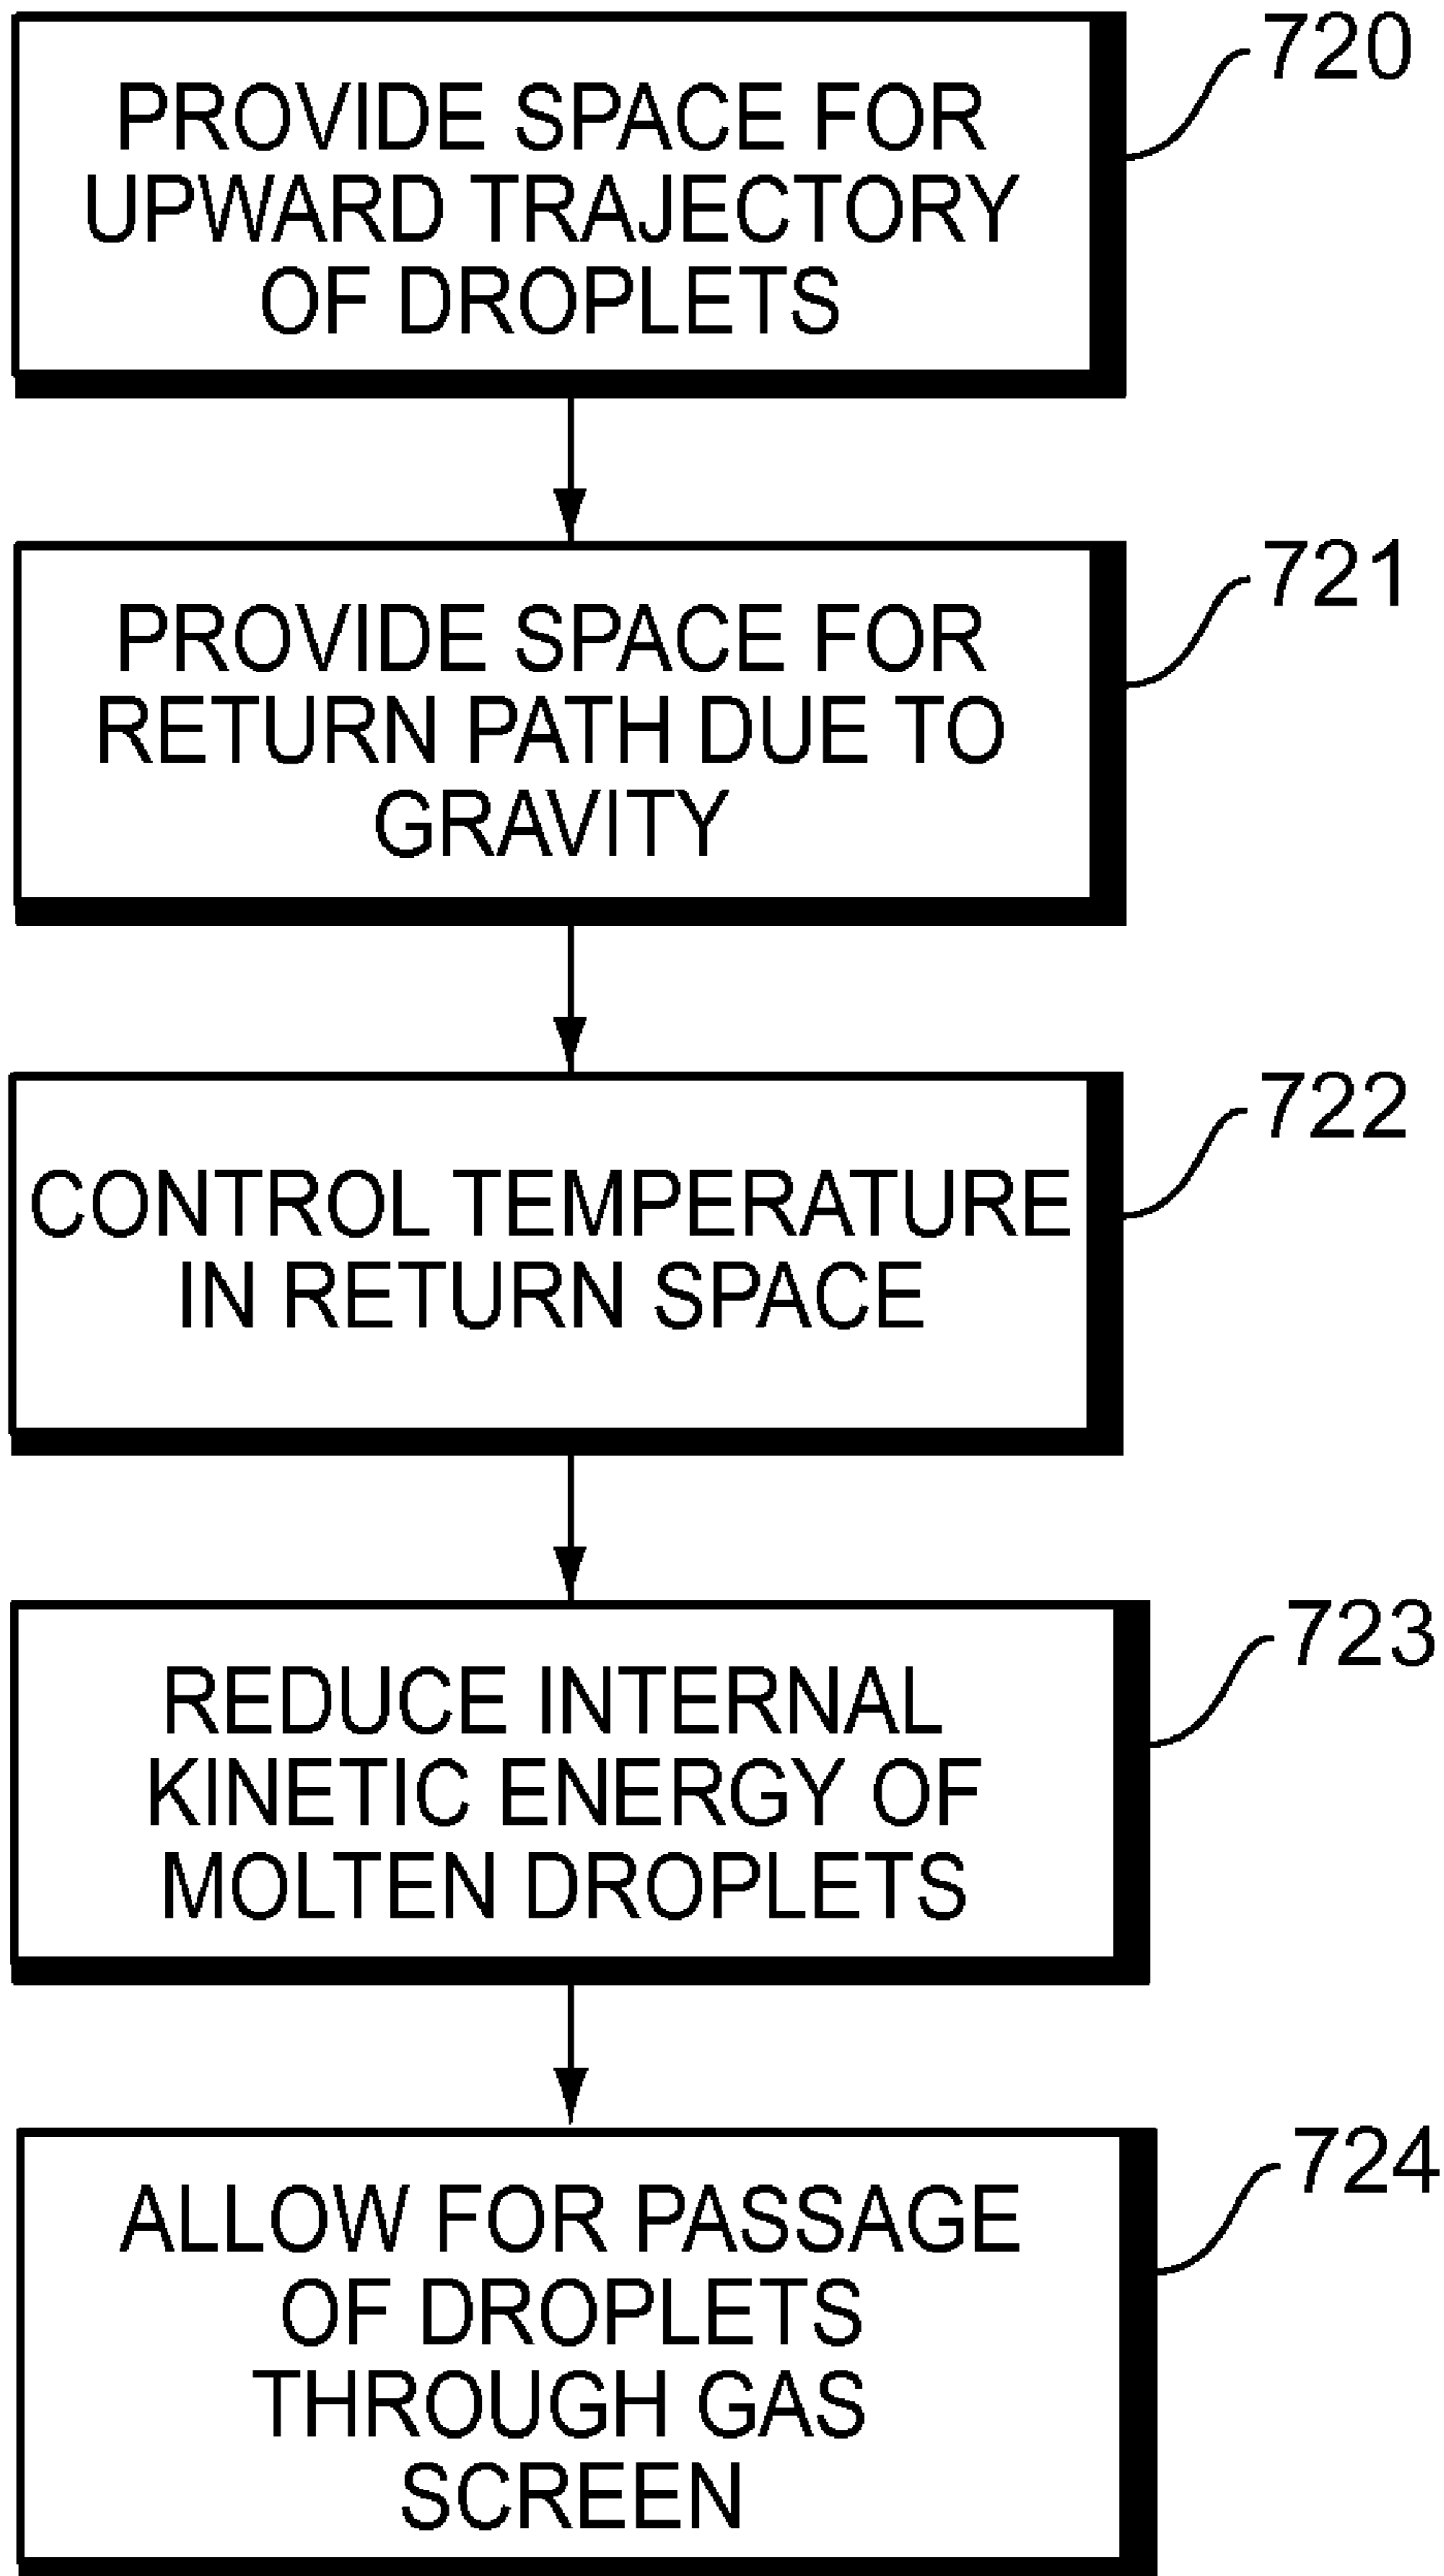 720
PROVIDE SPACE FOR
UPWARD TRAJECTORY
OF DROPLETS
721
PROVIDE SPACE FOR
RETURN PATH DUE TO
GRAVITY
722
CONTROL TEMPERATURE
IN RETURN SPACE
723
REDUCE INTERNAL
KINETIC ENERGY OF
MOLTEN DROPLETS
724
ALLOW FOR PASSAGE
OF DROPLETS
THROUGH GAS
SCREEN